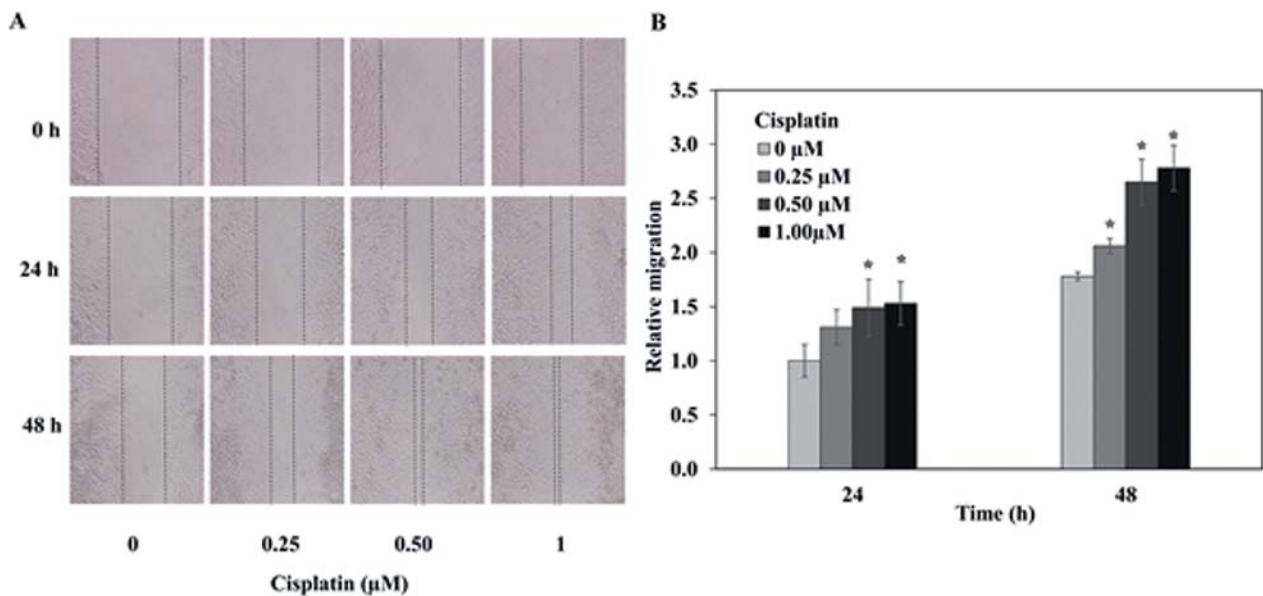 A
0 h
24 h
48 h
0 0.25 0.50 1
Cisplatin (µM)
B
3.5
3.0
2.5
2.0
1.5
1.0
0.5
0.0
Relative migration
Cisplatin
0 µM
0.25 µM
0.50 µM
1.00µM
* *
* * *
24 48
Time (h)